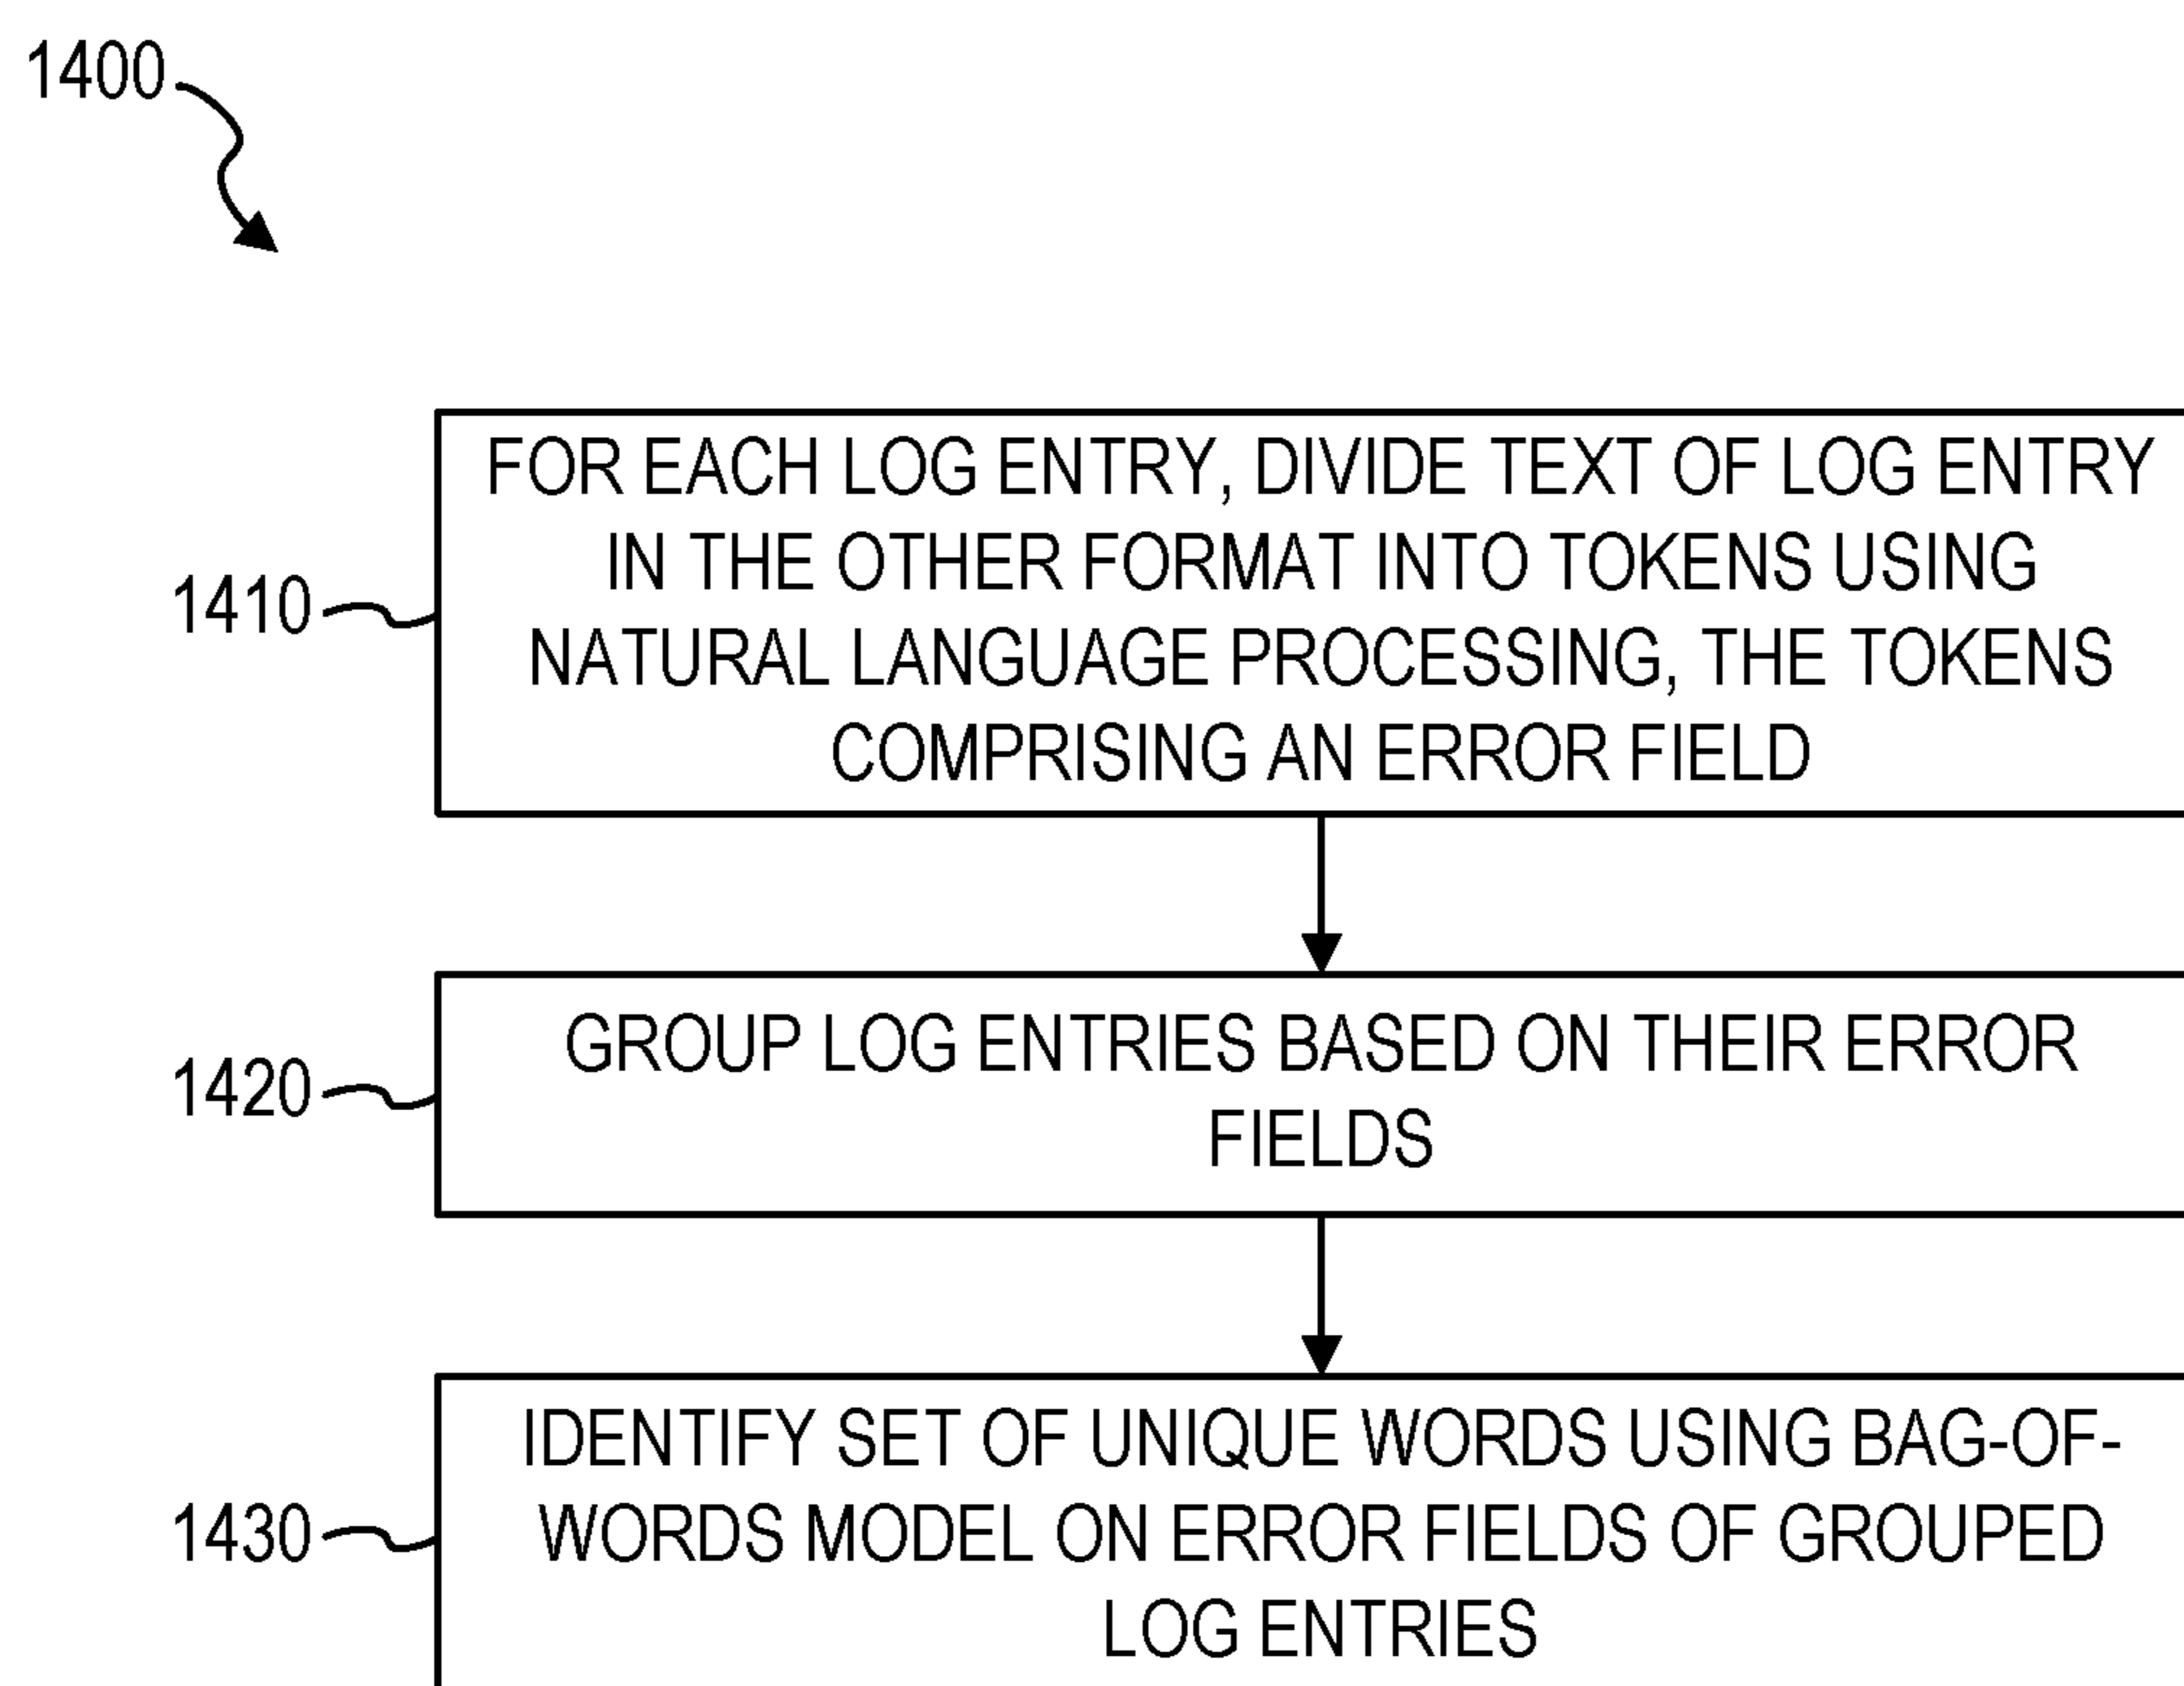 1400
FOR EACH LOG ENTRY, DIVIDE TEXT OF LOG ENTRY
IN THE OTHER FORMAT INTO TOKENS USING
NATURAL LANGUAGE PROCESSING, THE TOKENS
COMPRISING AN ERROR FIELD
1410
GROUP LOG ENTRIES BASED ON THEIR ERROR
FIELDS
1420
IDENTIFY SET OF UNIQUE WORDS USING BAG-OF-
WORDS MODEL ON ERROR FIELDS OF GROUPED
LOG ENTRIES
1430